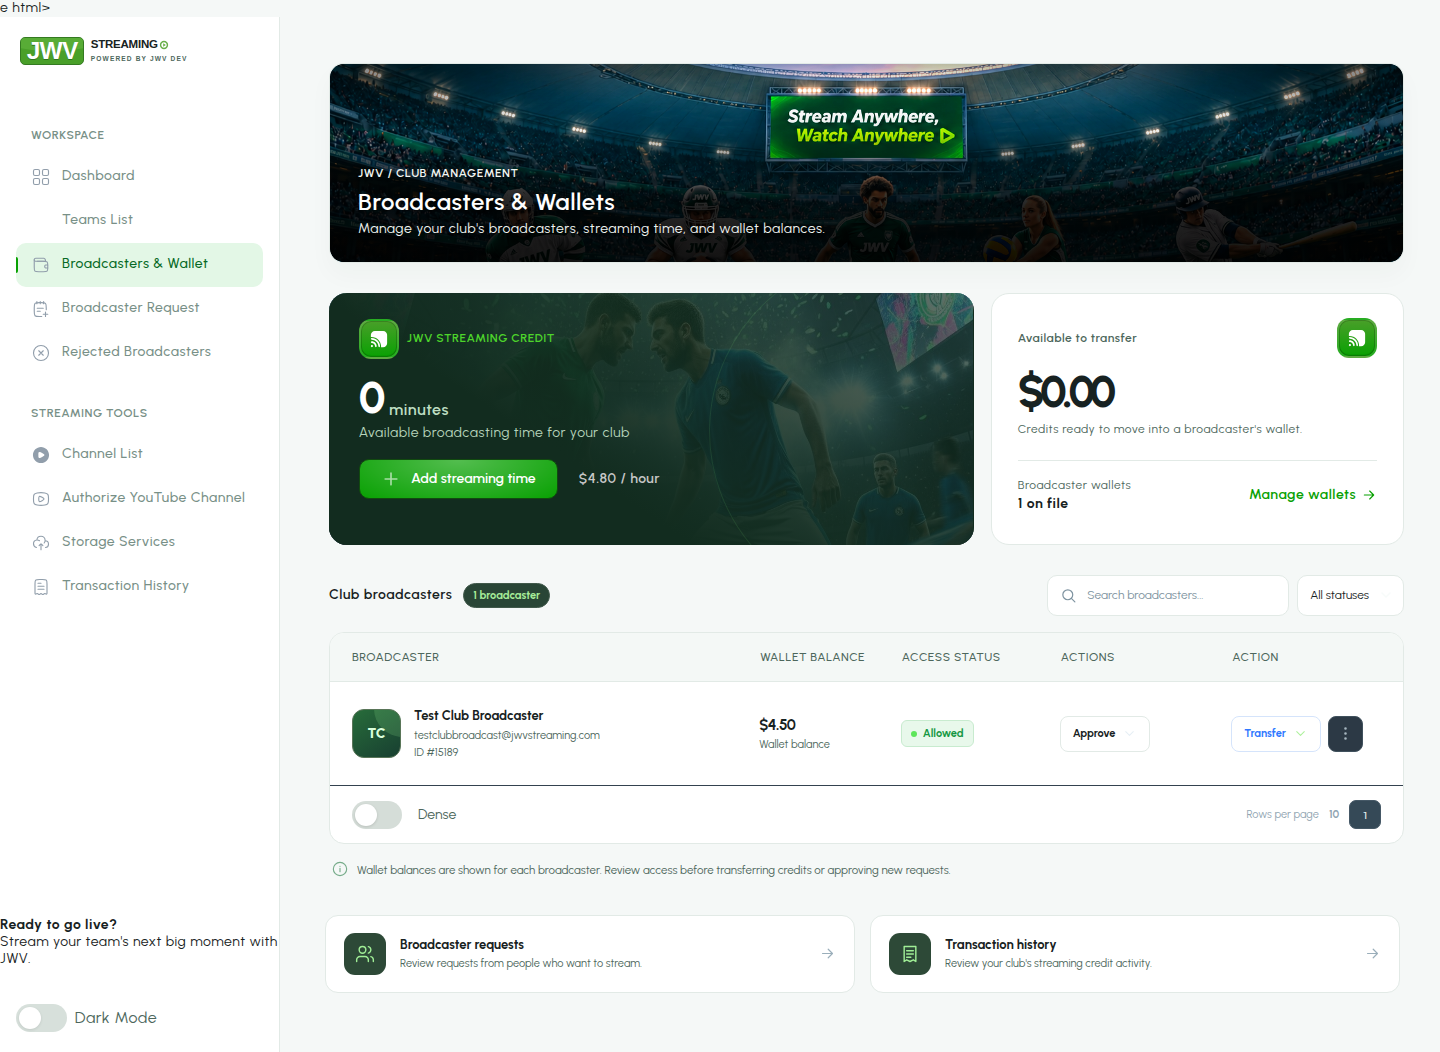 e html>
JWV STREAMING
POWERED BY JWV DEV
WORKSPACE
Dashboard
Teams List
Broadcasters & Wallet
Broadcaster Request
Rejected Broadcasters
STREAMING TOOLS
Channel List
Authorize YouTube Channel
Storage Services
Transaction History
Ready to go live?
Stream your team's next big moment with
JWV.
Dark Mode
Stream Anywhere,
Watch Anywhere
JWV / CLUB MANAGEMENT
Broadcasters & Wallets
Manage your club's broadcasters, streaming time, and wallet balances.
JWV
JWV
JWV
JWV
JWV STREAMING CREDIT
0 minutes
Available broadcasting time for your club
Add streaming time
$4.80 / hour
Available to transfer
$0.00
Credits ready to move into a broadcaster's wallet.
Broadcaster wallets
1 on file
Manage wallets
Club broadcasters
1 broadcaster
Search broadcasters...
All statuses
BROADCASTER WALLET BALANCE ACCESS STATUS ACTIONS ACTION
TC
Test Club Broadcaster
testclubbroadcast@jwvstreaming.com
ID #15189
$4.50
Wallet balance
Allowed
Approve
Transfer
Dense
Rows per page 10 1
Wallet balances are shown for each broadcaster. Review access before transferring credits or approving new requests.
Broadcaster requests
Review requests from people who want to stream.
Transaction history
Review your club's streaming credit activity.